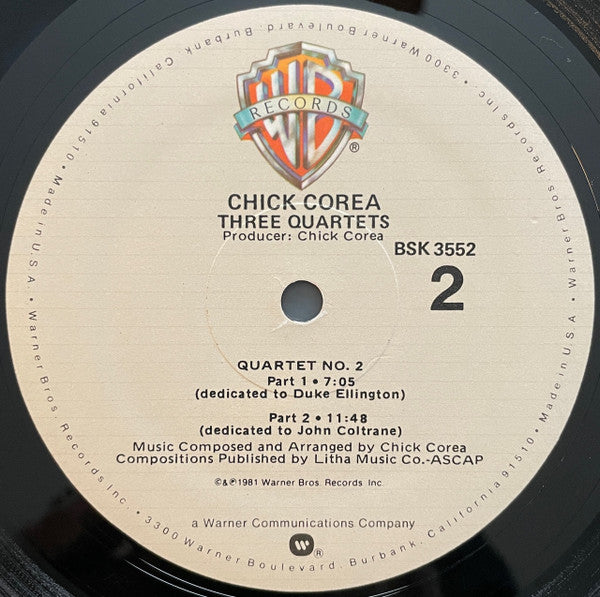 WB
RECORDS
®
CHICK COREA
THREE QUARTETS
Producer: Chick Corea
BSK 3552
2
QUARTET NO. 2
Part 1 • 7:05
(dedicated to Duke Ellington)
Part 2 • 11:48
(dedicated to John Coltrane)
Music Composed and Arranged by Chick Corea
Compositions Published by Litha Music Co.-ASCAP
©&℗1981 Warner Bros. Records Inc.
a Warner Communications Company
®
Made in U.S.A. • Warner Bros. Records Inc. • 3300 Warner Boulevard, Burbank, California 91510 • Made in U.S.A. • Warner Bros. Records Inc. • 3300 Warner Boulevard, Burbank, California 91510 •